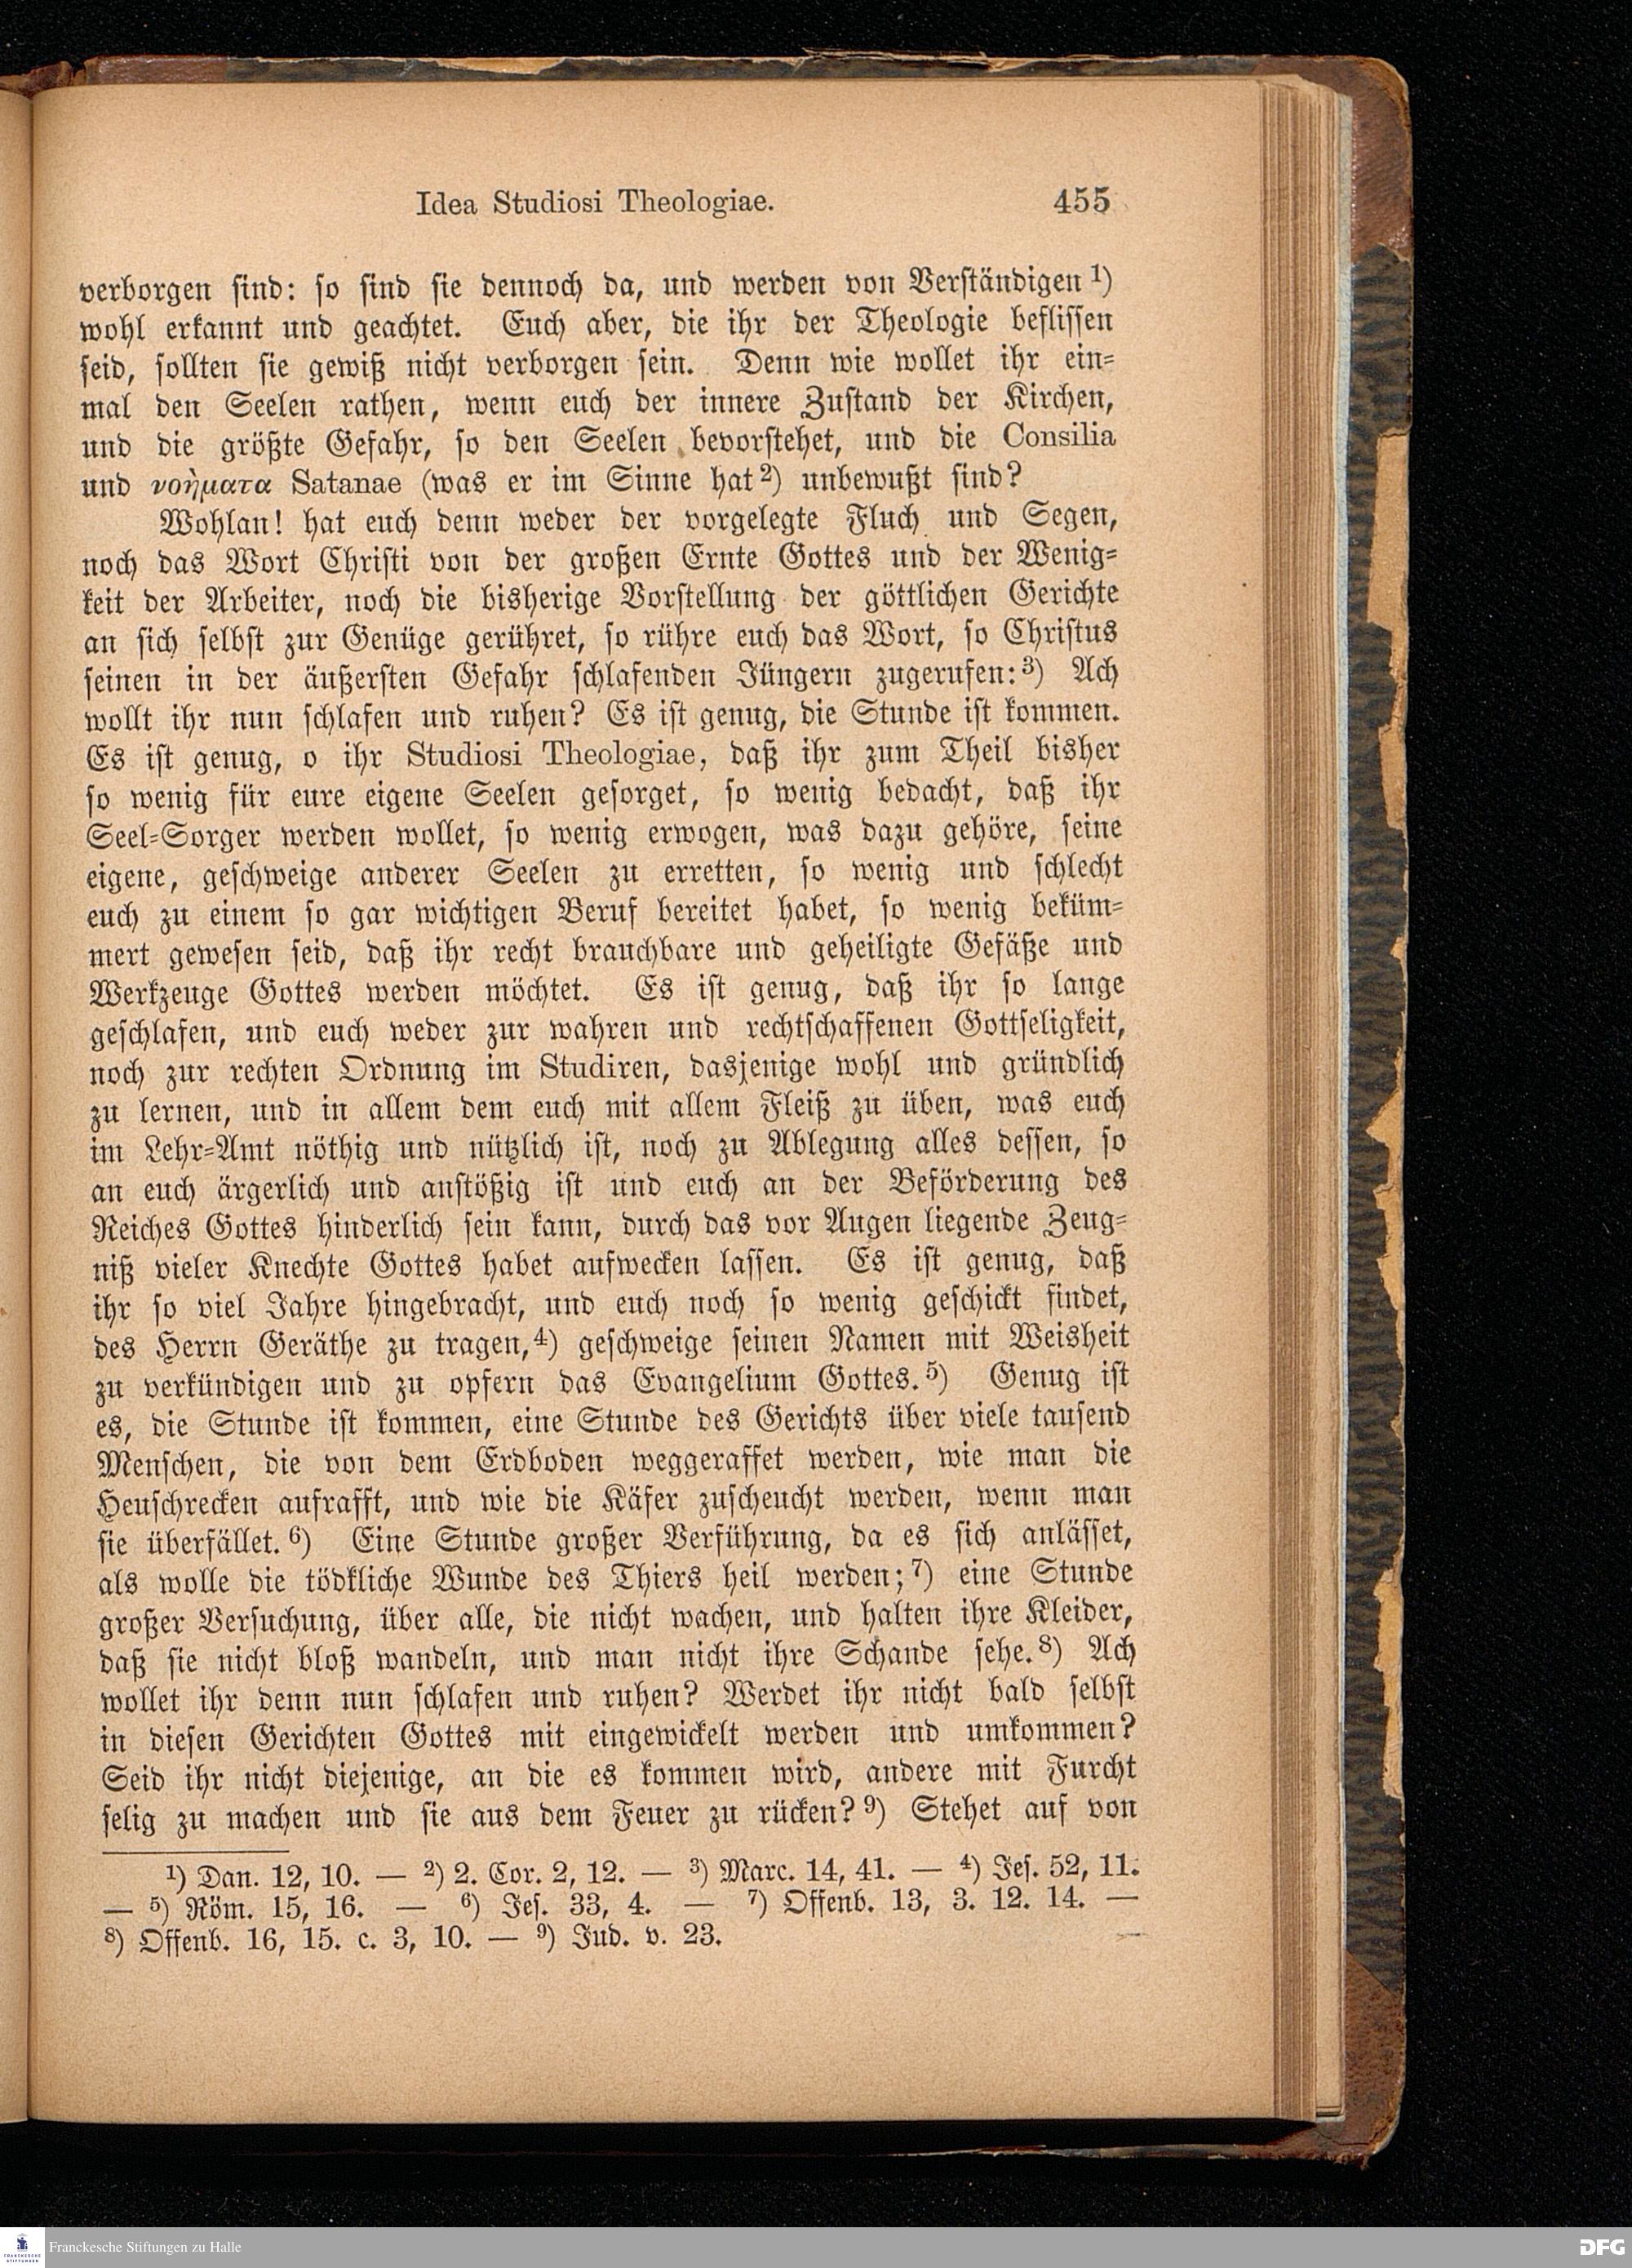 Idea Studiosi Theologiae. 455
verborgen sind: so sind sie dennoch da, und werden von Verständigen ¹)
wohl erkannt und geachtet. Euch aber, die ihr der Theologie beflissen
seid, sollten sie gewiß nicht verborgen sein. Denn wie wollet ihr ein-
mal den Seelen rathen, wenn euch der innere Zustand der Kirchen,
und die größte Gefahr, so den Seelen bevorstehet, und die Consilia
und νοὴματα Satanae (was er im Sinne hat ²) unbewußt sind?
Wohlan! hat euch denn weder der vorgelegte Fluch und Segen,
noch das Wort Christi von der großen Ernte Gottes und der Wenig-
keit der Arbeiter, noch die bisherige Vorstellung der göttlichen Gerichte
an sich selbst zur Genüge gerühret, so rühre euch das Wort, so Christus
seinen in der äußersten Gefahr schlafenden Jüngern zugerufen: ³) Ach
wollt ihr nun schlafen und ruhen? Es ist genug, die Stunde ist kommen.
Es ist genug, o ihr Studiosi Theologiae, daß ihr zum Theil bisher
so wenig für eure eigene Seelen gesorget, so wenig bedacht, daß ihr
Seel-Sorger werden wollet, so wenig erwogen, was dazu gehöre, seine
eigene, geschweige anderer Seelen zu erretten, so wenig und schlecht
euch zu einem so gar wichtigen Beruf bereitet habet, so wenig beküm-
mert gewesen seid, daß ihr recht brauchbare und geheiligte Gefäße und
Werkzeuge Gottes werden möchtet. Es ist genug, daß ihr so lange
geschlafen, und euch weder zur wahren und rechtschaffenen Gottseligkeit,
noch zur rechten Ordnung im Studiren, dasjenige wohl und gründlich
zu lernen, und in allem dem euch mit allem Fleiß zu üben, was euch
im Lehr-Amt nöthig und nützlich ist, noch zu Ablegung alles dessen, so
an euch ärgerlich und anstößig ist und euch an der Beförderung des
Reiches Gottes hinderlich sein kann, durch das vor Augen liegende Zeug-
niß vieler Knechte Gottes habet aufwecken lassen. Es ist genug, daß
ihr so viel Jahre hingebracht, und euch noch so wenig geschickt findet,
des Herrn Geräthe zu tragen, ⁴) geschweige seinen Namen mit Weisheit
zu verkündigen und zu opfern das Evangelium Gottes. ⁵) Genug ist
es, die Stunde ist kommen, eine Stunde des Gerichts über viele tausend
Menschen, die von dem Erdboden weggeraffet werden, wie man die
Heuschrecken aufrafft, und wie die Käfer zuscheucht werden, wenn man
sie überfället. ⁶) Eine Stunde großer Verführung, da es sich anlässet,
als wolle die tödkliche Wunde des Thiers heil werden; ⁷) eine Stunde
großer Versuchung, über alle, die nicht wachen, und halten ihre Kleider,
daß sie nicht bloß wandeln, und man nicht ihre Schande sehe. ⁸) Ach
wollet ihr denn nun schlafen und ruhen? Werdet ihr nicht bald selbst
in diesen Gerichten Gottes mit eingewickelt werden und umkommen?
Seid ihr nicht diejenige, an die es kommen wird, andere mit Furcht
selig zu machen und sie aus dem Feuer zu rücken? ⁹) Stehet auf von
¹) Dan. 12, 10. — ²) 2. Cor. 2, 12. — ³) Marc. 14, 41. — ⁴) Jes. 52, 11.
— ⁵) Röm. 15, 16. — ⁶) Jes. 33, 4. — ⁷) Offenb. 13, 3. 12. 14. —
⁸) Offenb. 16, 15. c. 3, 10. — ⁹) Jud. v. 23.
FRANCKESCHE STIFTUNGEN
Franckesche Stiftungen zu Halle
DFG